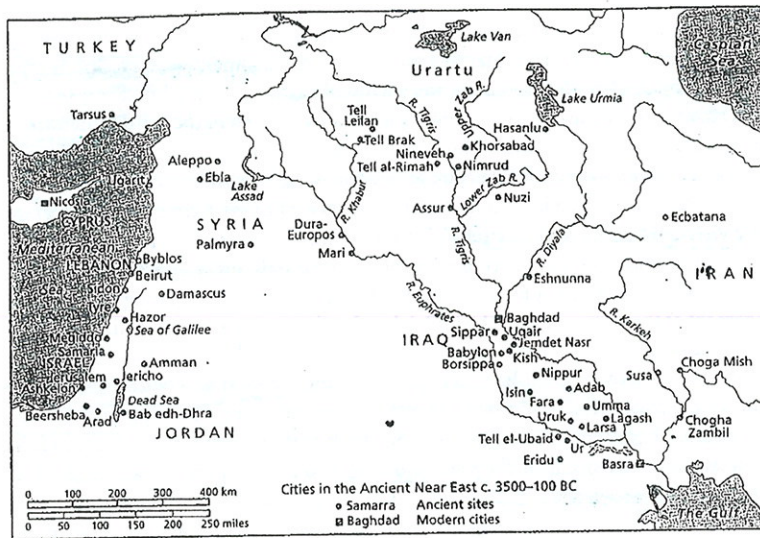 TURKEY
Lake Van
Caspian
Sea
Urartu
Tarsus
Tell
Leilan
R. Tigris
Upper Zab R.
Lake Urmia
Hasanlu
Tell Brak
Khorsabad
Aleppo
Nineveh
Nimrud
Tell al-Rimah
Ugarit
Ebla
Lake
Assad
R. Khabur
Lower Zab R.
Nuzi
Nicosia
CYPRUS
SYRIA
Assur
Ecbatana
Dura-
Europos
Mediterranean
Sea
Palmyra
Mari
R. Tigris
R. Diyala
Byblos
LEBANON
Beirut
Eshnunna
IRAN
Sidon
Damascus
R. Euphrates
Tyre
Hazor
Baghdad
R. Karkeh
Sea of Galilee
IRAQ
Sippar
Uqair
Jemdet Nasr
Megiddo
Samaria
Babylon
Kish
Choga Mish
ISRAEL
Amman
Borsippa
Nippur
Susa
Jerusalem
Jericho
Isin
Adab
Ashkelon
Dead Sea
Fara
Umma
Chogha
Zambil
Beersheba
Arad
Bab edh-Dhra
Uruk
Lagash
Larsa
JORDAN
Tell el-Ubaid
Ur
Eridu
Basra
0 100 200 300 400 km
0 50 100 150 200 250 miles
Cities in the Ancient Near East c. 3500–100 BC
Samarra Ancient sites
Baghdad Modern cities
The Gulf